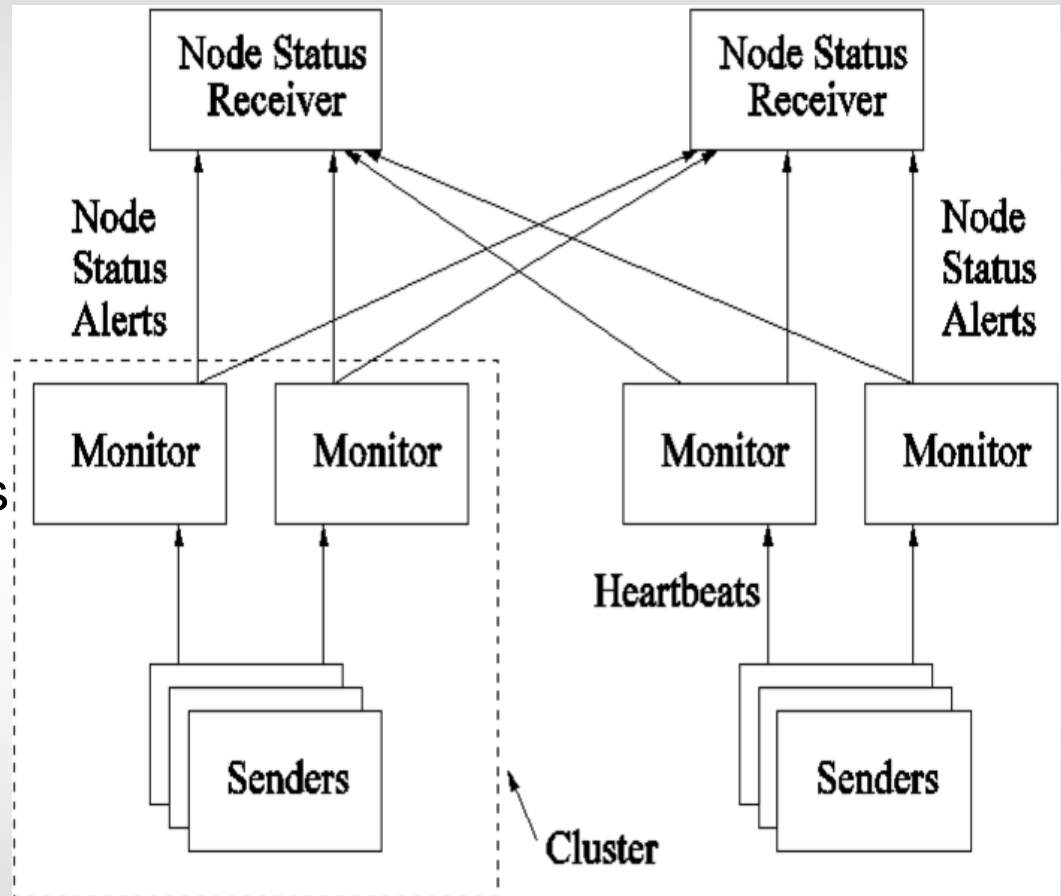 Node Status
Receiver
Node Status
Receiver
Node
Status
Alerts
Node
Status
Alerts
Monitor
Monitor
Monitor
Monitor
s
Heartbeats
Senders
Senders
Cluster